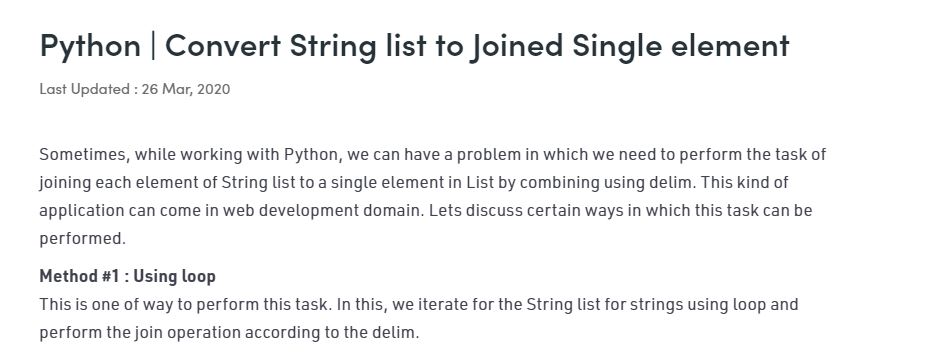 Python | Convert String list to Joined Single element
Last Updated : 26 Mar, 2020
Sometimes, while working with Python, we can have a problem in which we need to perform the task of
joining each element of String list to a single element in List by combining using delim. This kind of
application can come in web development domain. Lets discuss certain ways in which this task can be
performed.
Method #1 : Using loop
This is one of way to perform this task. In this, we iterate for the String list for strings using loop and
perform the join operation according to the delim.